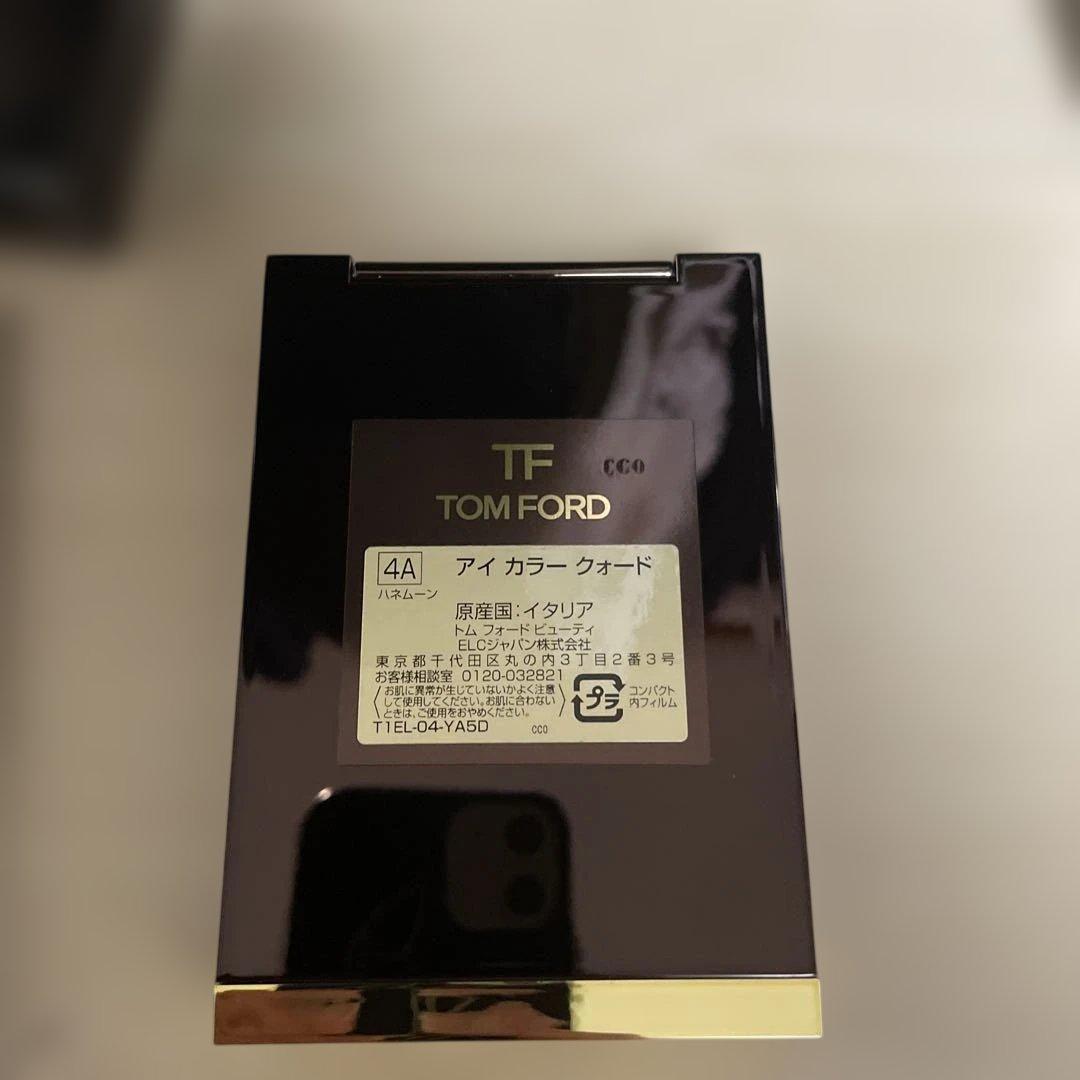 TF
CC0
TOM FORD
4A アイ カラー クォード
ハネムーン
原産国：イタリア
トム フォード ビューティ
ELCジャパン株式会社
東京都千代田区丸の内3丁目2番3号
お客様相談室 0120-032821
お肌に異常が生じていないかよく注意
して使用してください。お肌に合わない
ときは、ご使用をおやめください。
プラ
コンパクト
内フィルム
T1EL-04-YA5D
CC0